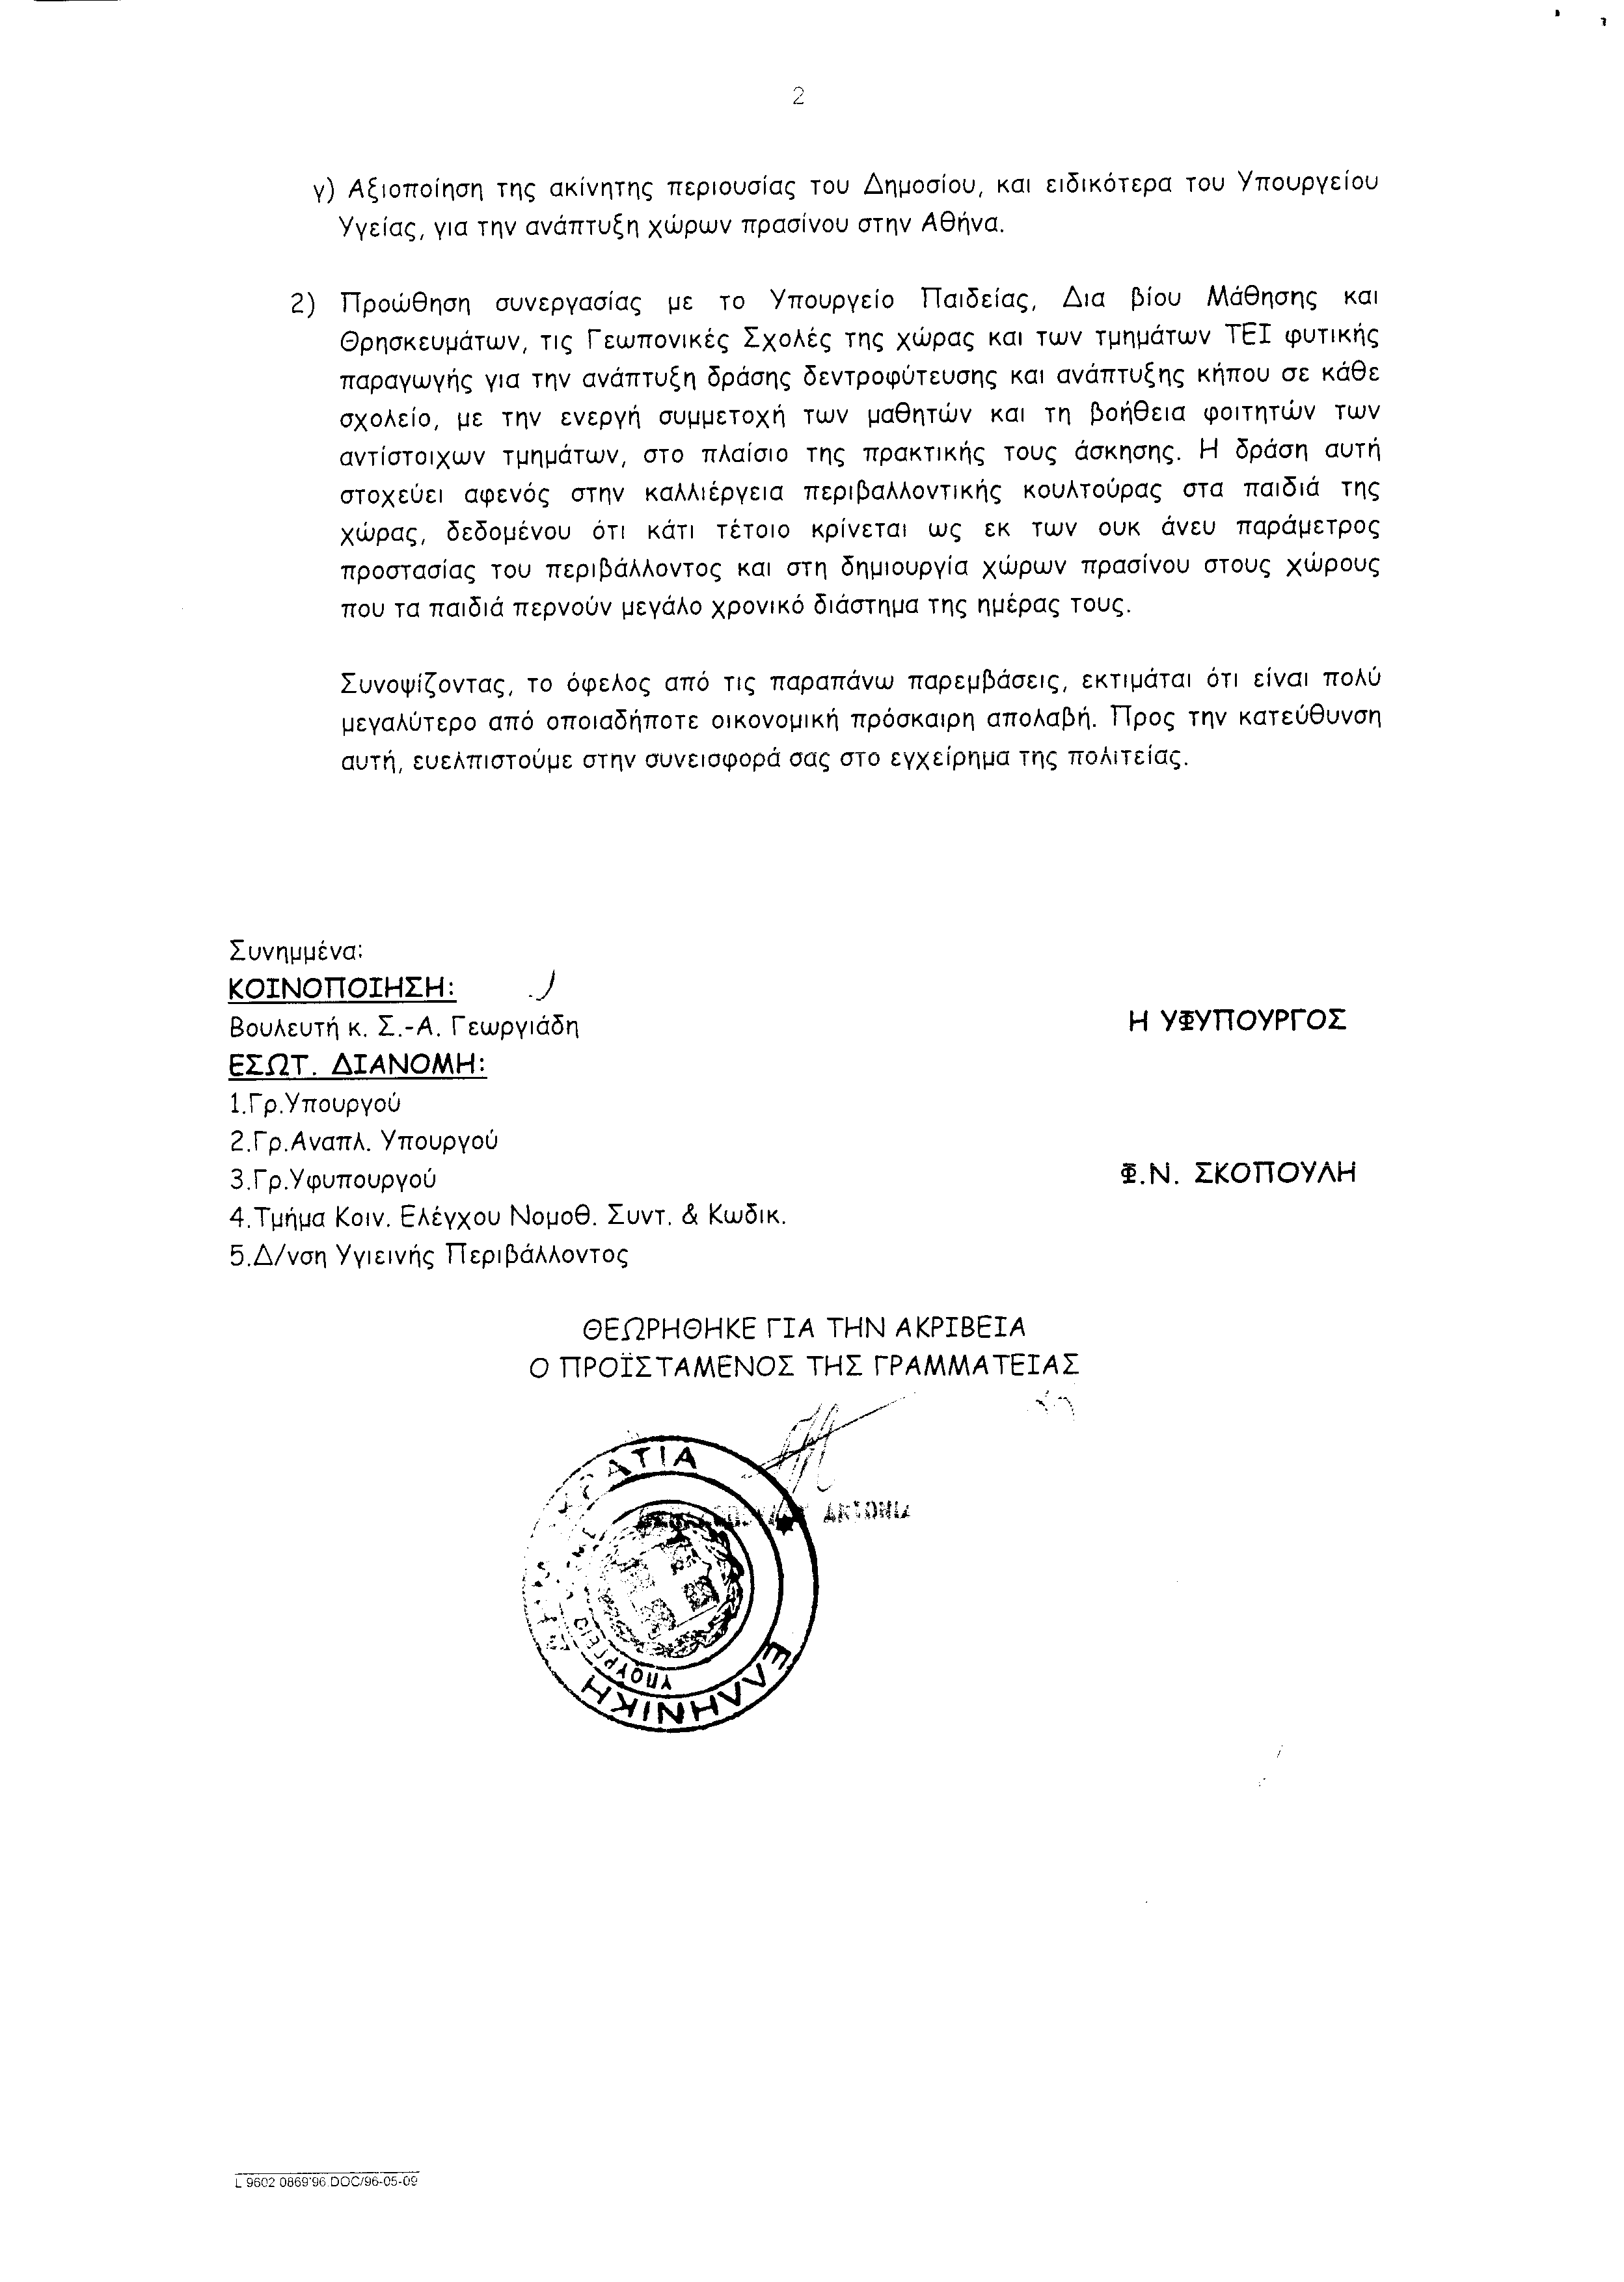 2
γ) Αξιοποίηση της ακίνητης περιουσίας του Δημοσίου, και ειδικότερα του Υπουργείου
Υγείας, για την ανάπτυξη χώρων πρασίνου στην Αθήνα.
2) Προώθηση συνεργασίας με το Υπουργείο Παιδείας, Δια βίου Μάθησης και
Θρησκευμάτων, τις Γεωπονικές Σχολές της χώρας και των τμημάτων ΤΕΙ φυτικής
παραγωγής για την ανάπτυξη δράσης δεντροφύτευσης και ανάπτυξης κήπου σε κάθε
σχολείο, με την ενεργή συμμετοχή των μαθητών και τη βοήθεια φοιτητών των
αντίστοιχων τμημάτων, στο πλαίσιο της πρακτικής τους άσκησης. Η δράση αυτή
στοχεύει αφενός στην καλλιέργεια περιβαλλοντικής κουλτούρας στα παιδιά της
χώρας, δεδομένου ότι κάτι τέτοιο κρίνεται ως εκ των ουκ άνευ παράμετρος
προστασίας του περιβάλλοντος και στη δημιουργία χώρων πρασίνου στους χώρους
που τα παιδιά περνούν μεγάλο χρονικό διάστημα της ημέρας τους.
Συνοψίζοντας, το όφελος από τις παραπάνω παρεμβάσεις, εκτιμάται ότι είναι πολύ
μεγαλύτερο από οποιαδήποτε οικονομική πρόσκαιρη απολαβή. Προς την κατεύθυνση
αυτή, ευελπιστούμε στην συνεισφορά σας στο εγχείρημα της πολιτείας.
Συνημμένα:
ΚΟΙΝΟΠΟΙΗΣΗ:
Βουλευτή κ. Σ.-Α. Γεωργιάδη
Η ΥΦΥΠΟΥΡΓΟΣ
ΕΣΩΤ. ΔΙΑΝΟΜΗ:
1.Γρ.Υπουργού
2.Γρ.Αναπλ. Υπουργού
3.Γρ.Υφυπουργού
Φ.Ν. ΣΚΟΠΟΥΛΗ
4.Τμήμα Κοιν. Ελέγχου Νομοθ. Συντ. & Κωδικ.
5.Δ/νση Υγιεινής Περιβάλλοντος
ΘΕΩΡΗΘΗΚΕ ΓΙΑ ΤΗΝ ΑΚΡΙΒΕΙΑ
Ο ΠΡΟΪΣΤΑΜΕΝΟΣ ΤΗΣ ΓΡΑΜΜΑΤΕΙΑΣ
ΑΝΤΩΝΙΑ
ΕΛΛΗΝΙΚΗ
ΥΠΟΥΡΓΕΙΟ
L 9602 0869'96 DOC/96-05-09